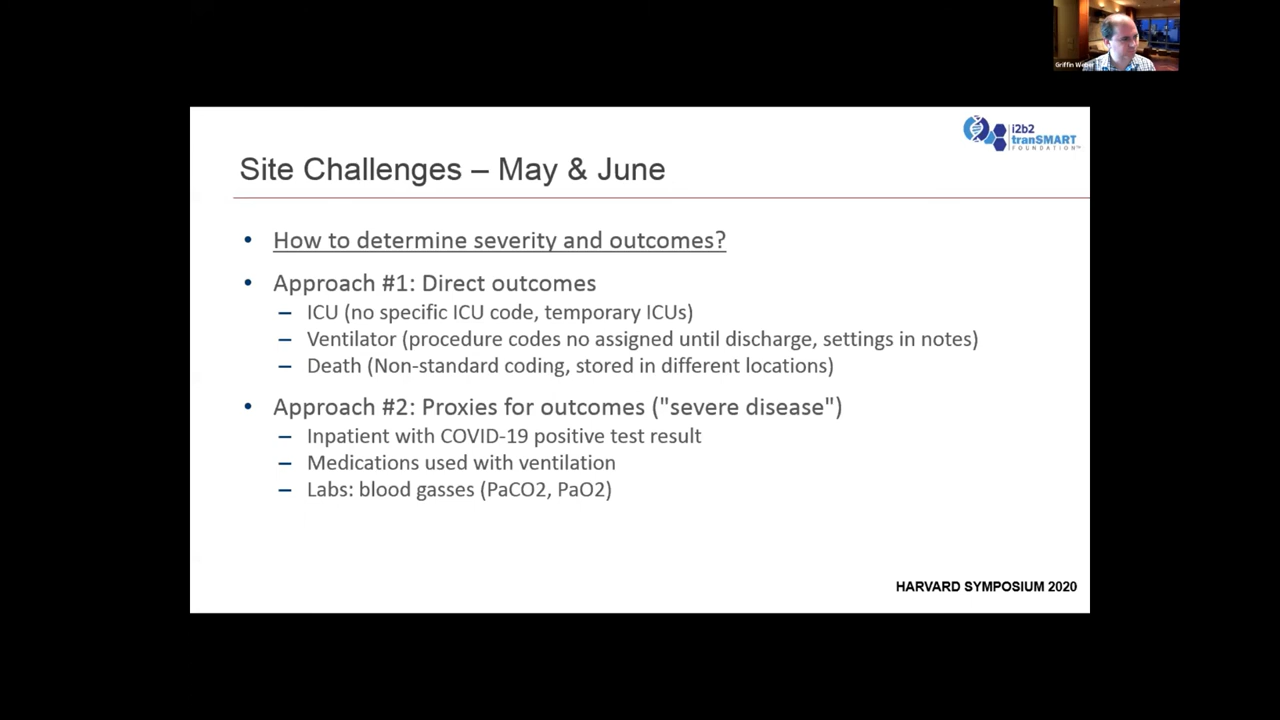 Griffin Weber
i2b2
tranSMART
FOUNDATION
Site Challenges – May & June
• How to determine severity and outcomes?
• Approach #1: Direct outcomes
– ICU (no specific ICU code, temporary ICUs)
– Ventilator (procedure codes no assigned until discharge, settings in notes)
– Death (Non-standard coding, stored in different locations)
• Approach #2: Proxies for outcomes ("severe disease")
– Inpatient with COVID-19 positive test result
– Medications used with ventilation
– Labs: blood gasses (PaCO2, PaO2)
HARVARD SYMPOSIUM 2020